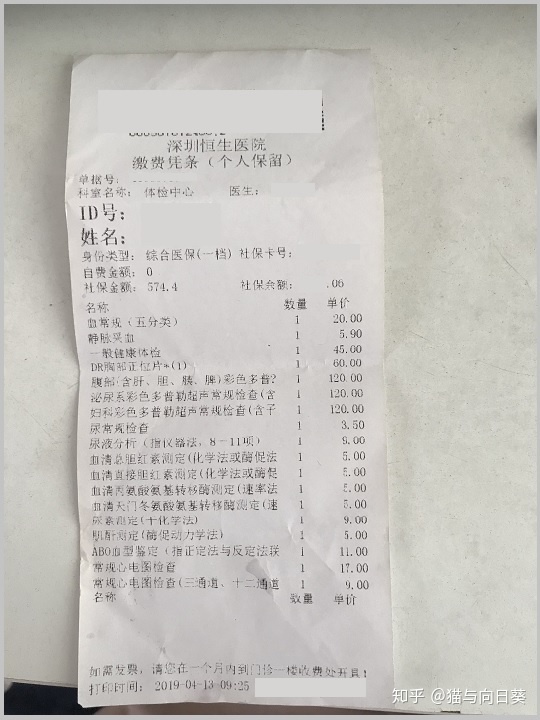 深圳恒生医院
缴费凭条（个人保留）
单据号：
科室名称： 体检中心 医生：
ID号：
姓名：
身份类型： 综合医保(一档) 社保卡号：
自费金额： 0
社保金额： 574.4 社保余额： .06
名称 数量 单价
血常规（五分类） 1 20.00
静脉采血 1 5.90
一般健康体检 1 45.00
DR胸部正位片*(1) 1 60.00
腹部(含肝、胆、胰、脾)彩色多普? 1 120.00
泌尿系彩色多普勒超声常规检查(含 1 120.00
妇科彩色多普勒超声常规检查(含子 1 120.00
尿常规检查 1 3.50
尿液分析（指仪器法，8－11项） 1 9.00
血清总胆红素测定(化学法或酶促法 1 5.00
血清直接胆红素测定(化学法或酶促 1 5.00
血清丙氨酸氨基转移酶测定(速率法 1 5.00
血清天门冬氨酸氨基转移酶测定(速 1 5.00
尿素测定(干化学法) 1 9.00
肌酐测定(酶促动力学法) 1 5.00
ABO血型鉴定（指正定法与反定法联 1 11.00
常规心电图检查 1 17.00
常规心电图检查(三通道、十二通道 1 9.00
名称 数量 单价
如需发票，请您在一个月内到门诊一楼收费处开具!
打印时间： 2019-04-13 09:25
知乎 @猫与向日葵